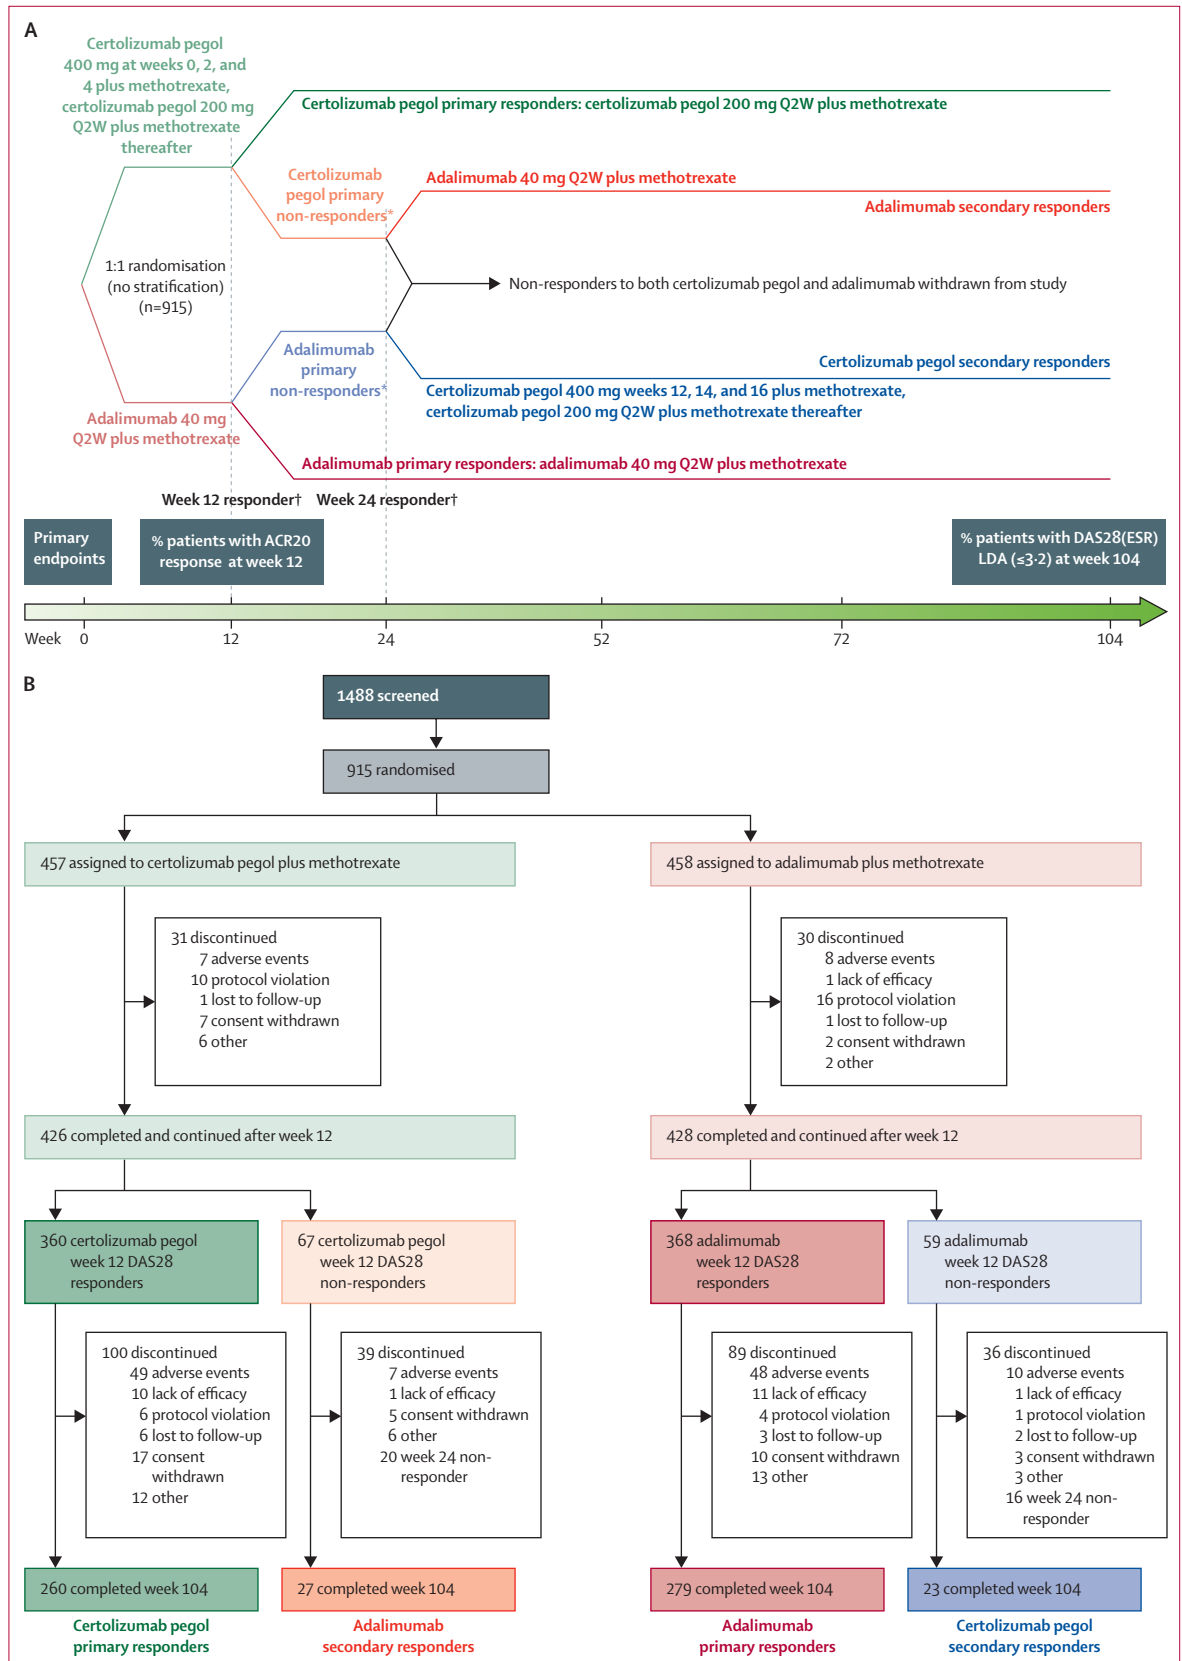 A
Certolizumab pegol
400 mg at weeks 0, 2, and
4 plus methotrexate,
certolizumab pegol 200 mg
Q2W plus methotrexate
thereafter
Certolizumab pegol primary responders: certolizumab pegol 200 mg Q2W plus methotrexate
Certolizumab
pegol primary
non-responders*
Adalimumab 40 mg Q2W plus methotrexate
Adalimumab secondary responders
1:1 randomisation
(no stratification)
(n=915)
Non-responders to both certolizumab pegol and adalimumab withdrawn from study
Adalimumab
primary
non-responders*
Certolizumab pegol secondary responders
Certolizumab pegol 400 mg weeks 12, 14, and 16 plus methotrexate,
certolizumab pegol 200 mg Q2W plus methotrexate thereafter
Adalimumab 40 mg
Q2W plus methotrexate
Adalimumab primary responders: adalimumab 40 mg Q2W plus methotrexate
Week 12 responder† Week 24 responder†
Primary
endpoints
% patients with ACR20
response at week 12
% patients with DAS28(ESR)
LDA (≤3·2) at week 104
Week 0 12 24 52 72 104
B
1488 screened
915 randomised
457 assigned to certolizumab pegol plus methotrexate
458 assigned to adalimumab plus methotrexate
31 discontinued
7 adverse events
10 protocol violation
1 lost to follow-up
7 consent withdrawn
6 other
30 discontinued
8 adverse events
1 lack of efficacy
16 protocol violation
1 lost to follow-up
2 consent withdrawn
2 other
426 completed and continued after week 12
428 completed and continued after week 12
360 certolizumab pegol
week 12 DAS28
responders
67 certolizumab pegol
week 12 DAS28
non-responders
368 adalimumab
week 12 DAS28
responders
59 adalimumab
week 12 DAS28
non-responders
100 discontinued
49 adverse events
10 lack of efficacy
6 protocol violation
6 lost to follow-up
17 consent
withdrawn
12 other
39 discontinued
7 adverse events
1 lack of efficacy
5 consent withdrawn
6 other
20 week 24 non-
responder
89 discontinued
48 adverse events
11 lack of efficacy
4 protocol violation
3 lost to follow-up
10 consent withdrawn
13 other
36 discontinued
10 adverse events
1 lack of efficacy
1 protocol violation
2 lost to follow-up
3 consent withdrawn
3 other
16 week 24 non-
responder
260 completed week 104
27 completed week 104
279 completed week 104
23 completed week 104
Certolizumab pegol
primary responders
Adalimumab
secondary responders
Adalimumab
primary responders
Certolizumab pegol
secondary responders